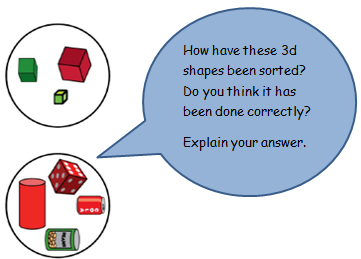 How have these 3d
shapes been sorted?
Do you think it has
been done correctly?
Explain your answer.